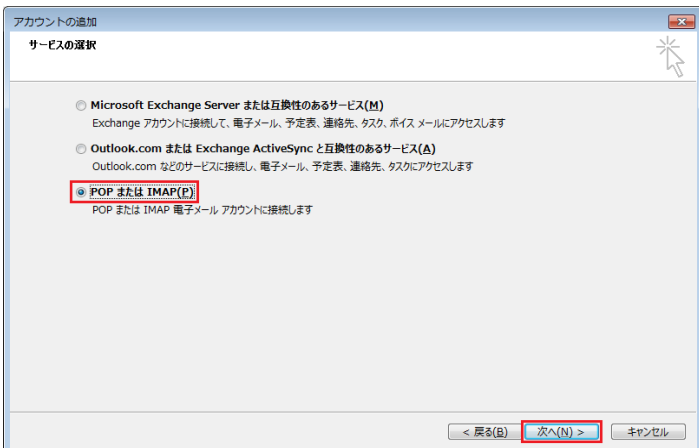 アカウントの追加
サービスの選択
Microsoft Exchange Server または互換性のあるサービス(M)
Exchange アカウントに接続して、電子メール、予定表、連絡先、タスク、ボイス メールにアクセスします
Outlook.com または Exchange ActiveSync と互換性のあるサービス(A)
Outlook.com などのサービスに接続し、電子メール、予定表、連絡先、タスクにアクセスします
POP または IMAP(P)
POP または IMAP 電子メール アカウントに接続します
< 戻る(B) 次へ(N) > キャンセル